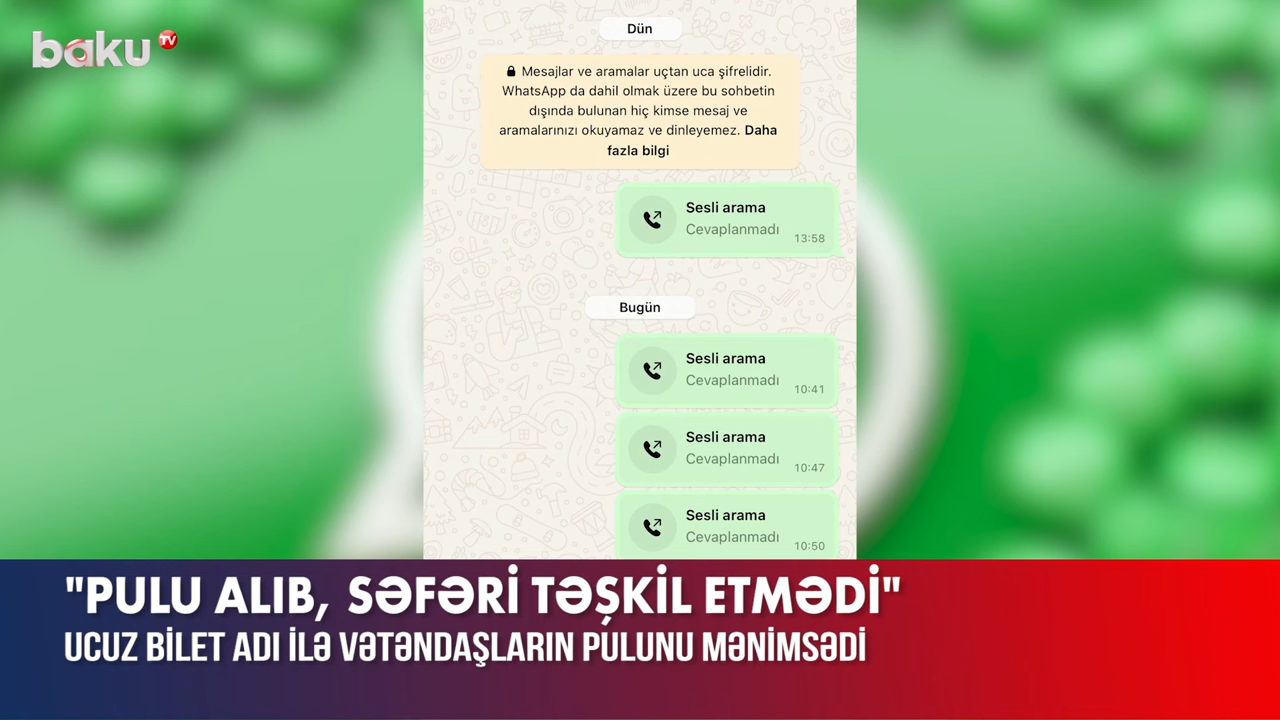 baku TV
Dün
Mesajlar ve aramalar uçtan uca şifrelidir.
WhatsApp da dahil olmak üzere bu sohbetin
dışında bulunan hiç kimse mesaj ve
aramalarınızı okuyamaz ve dinleyemez. Daha
fazla bilgi
Sesli arama
Cevaplanmadı 13:58
Bugün
Sesli arama
Cevaplanmadı 10:41
Sesli arama
Cevaplanmadı 10:47
Sesli arama
Cevaplanmadı 10:50
"PULU ALIB, SƏFƏRİ TƏŞKİL ETMƏDİ"
UCUZ BİLET ADI İLƏ VƏTƏNDAŞLARIN PULUNU MƏNİMSƏDİ